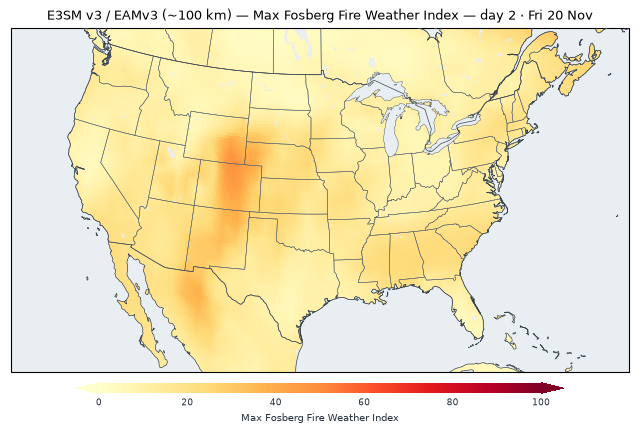 E3SM v3 / EAMv3 (~100 km) — Max Fosberg Fire Weather Index — day 2 · Fri 20 Nov
0 20 40 60 80 100
Max Fosberg Fire Weather Index